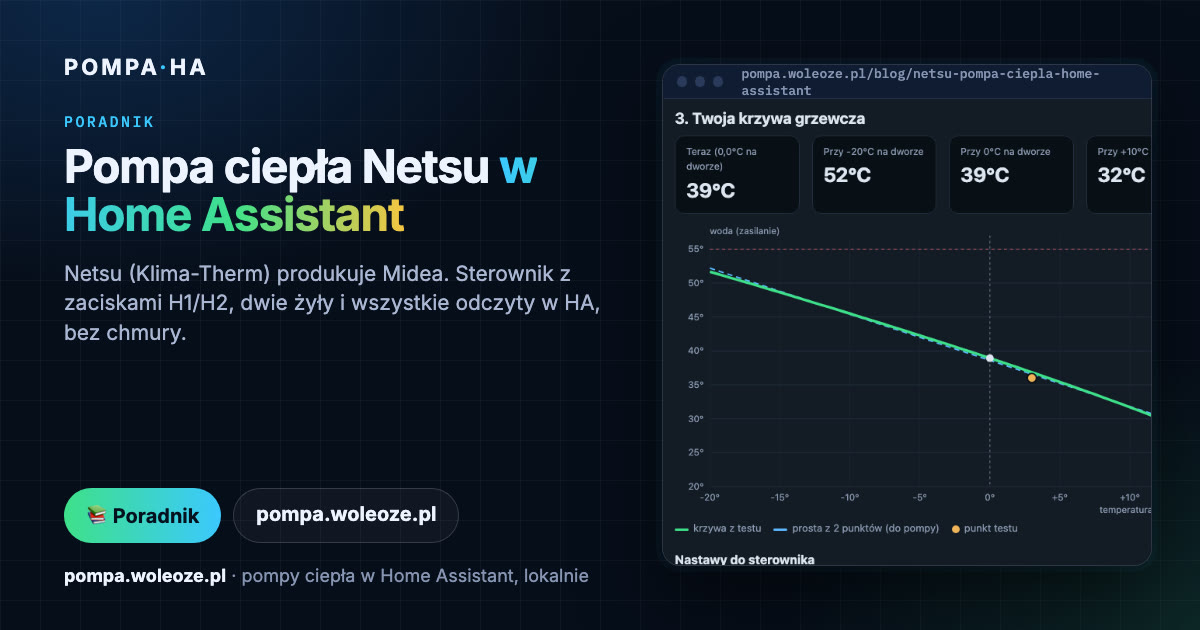 POMPA·HA
PORADNIK
Pompa ciepła Netsu w
Home Assistant
Netsu (Klima-Therm) produkuje Midea. Sterownik z
zaciskami H1/H2, dwie żyły i wszystkie odczyty w HA,
bez chmury.
Poradnik
pompa.woleoze.pl
pompa.woleoze.pl · pompy ciepła w Home Assistant, lokalnie
pompa.woleoze.pl/blog/netsu-pompa-ciepla-home-
assistant
3. Twoja krzywa grzewcza
Teraz (0,0°C na
dworze)
39°C
Przy -20°C na dworze
52°C
Przy 0°C na dworze
39°C
Przy +10°C
32°C
woda (zasilanie)
55°
50°
45°
40°
35°
30°
25°
20°
-20° -15° -10° -5° 0° +5° +10°
temperatura
krzywa z testu prosta z 2 punktów (do pompy) punkt testu
Nastawy do sterownika